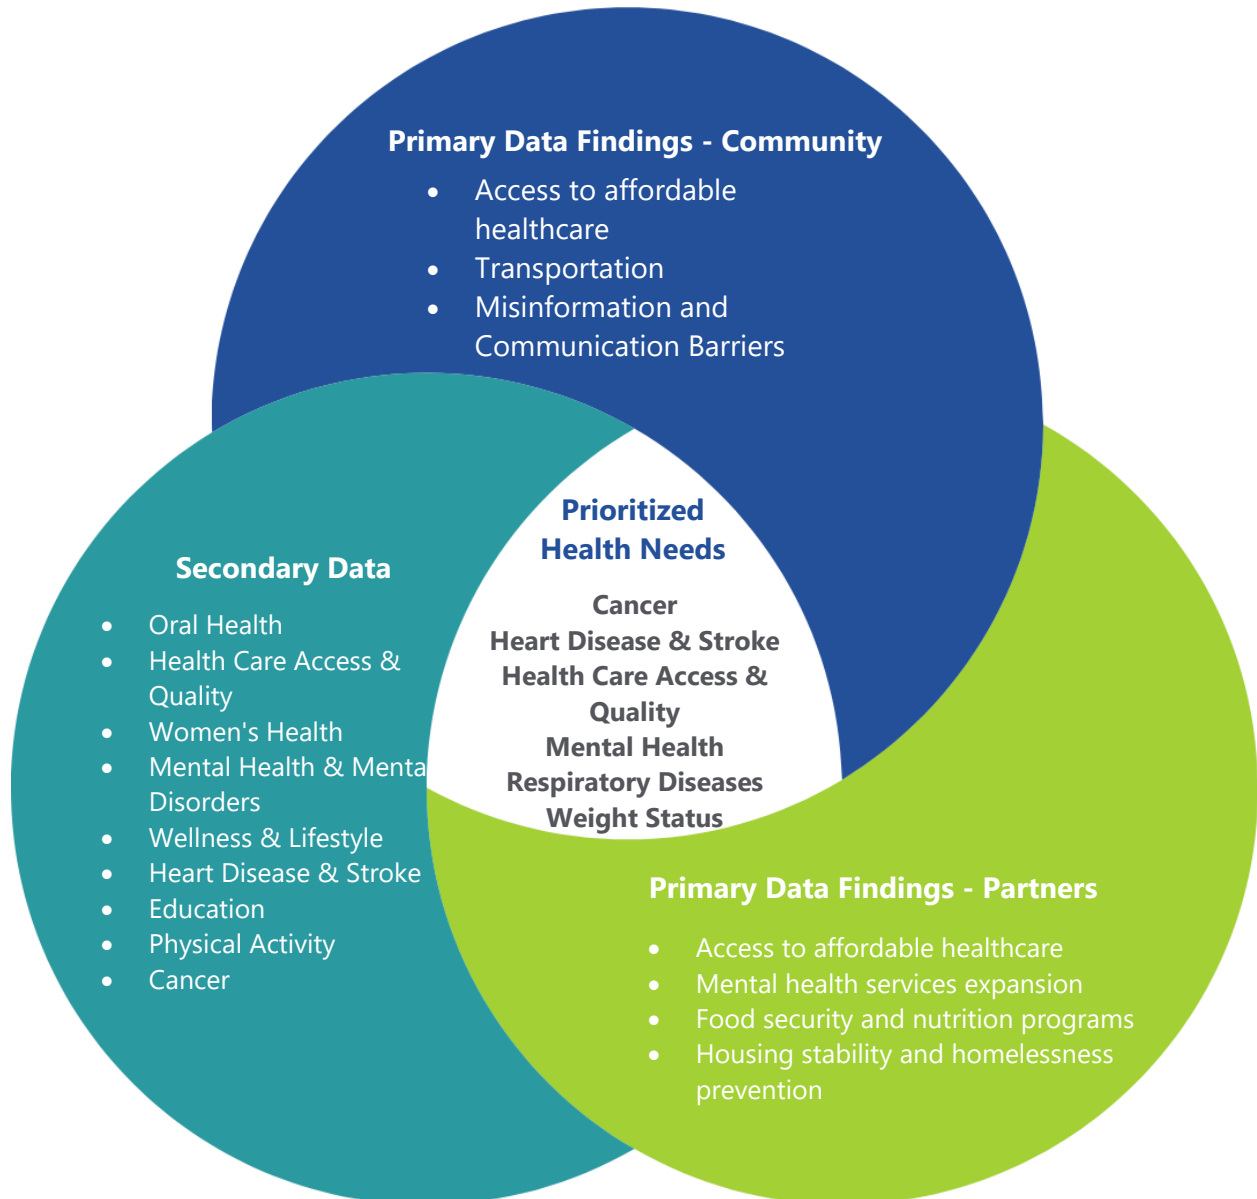 Primary Data Findings - Community
• Access to affordable
healthcare
• Transportation
• Misinformation and
Communication Barriers
Prioritized
Health Needs
Cancer
Heart Disease & Stroke
Health Care Access &
Quality
Mental Health
Respiratory Diseases
Weight Status
Secondary Data
• Oral Health
• Health Care Access &
Quality
• Women's Health
• Mental Health & Menta
Disorders
• Wellness & Lifestyle
• Heart Disease & Stroke
• Education
• Physical Activity
• Cancer
Primary Data Findings - Partners
• Access to affordable healthcare
• Mental health services expansion
• Food security and nutrition programs
• Housing stability and homelessness
prevention